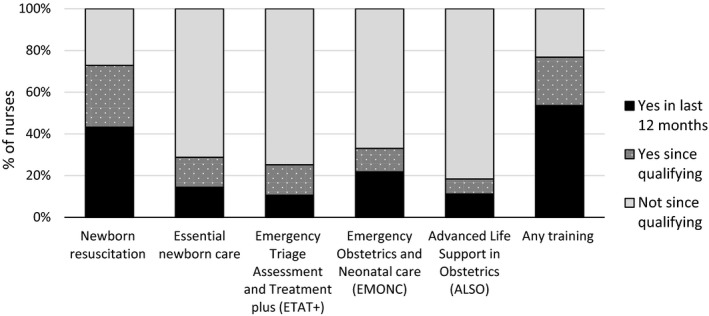 100%
80%
60%
40%
20%
0%
% of nurses
Newborn
resuscitation
Essential
newborn care
Emergency
Triage
Assessment
and Treatment
plus (ETAT+)
Emergency
Obstetrics and
Neonatal care
(EMONC)
Advanced Life
Support in
Obstetrics
(ALSO)
Any training
Yes in last
12 months
Yes since
qualifying
Not since
qualifying